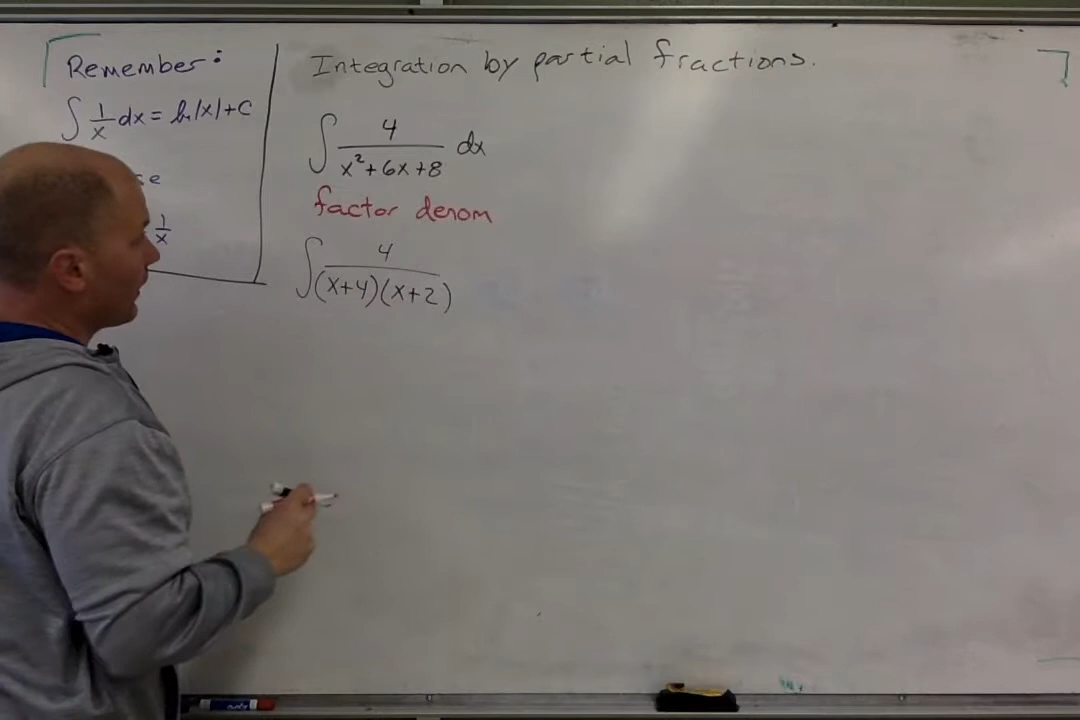 Remember:
∫ 1/x dx = ln|x| + C
se
1/x
Integration by partial fractions.
∫ 4/(x²+6x+8) dx
factor denom
∫ 4/((x+4)(x+2))